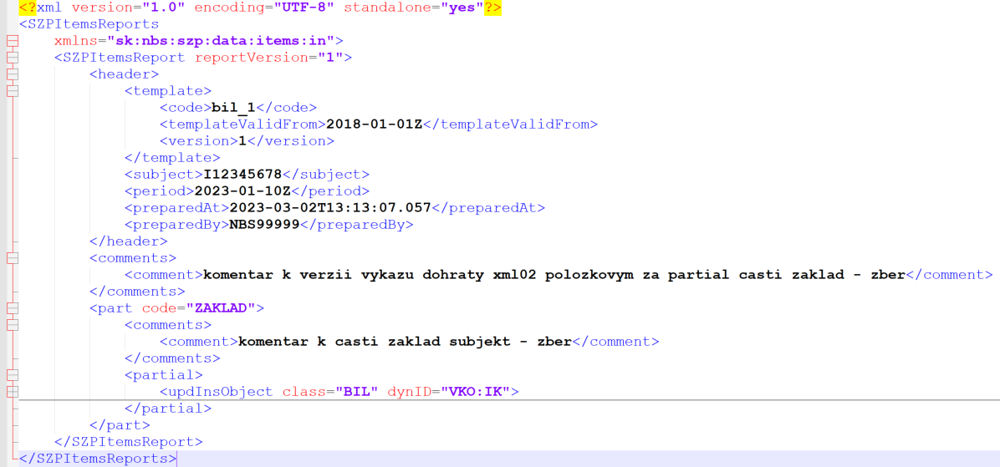 <?xml version="1.0" encoding="UTF-8" standalone="yes"?>
<SZPItemsReports
xmlns="sk:nbs:szp:data:items:in">
<SZPItemsReport reportVersion="1">
<header>
<template>
<code>bil_1</code>
<templateValidFrom>2018-01-01Z</templateValidFrom>
<version>1</version>
</template>
<subject>I12345678</subject>
<period>2023-01-10Z</period>
<preparedAt>2023-03-02T13:13:07.057</preparedAt>
<preparedBy>NBS99999</preparedBy>
</header>
<comments>
<comment>komentar k verzii vykazu dohraty xml02 polozkovym za partial casti zaklad - zber</comment>
</comments>
<part code="ZAKLAD">
<comments>
<comment>komentar k casti zaklad subjekt - zber</comment>
</comments>
<partial>
<updInsObject class="BIL" dynID="VKO:IK">
</partial>
</part>
</SZPItemsReport>
</SZPItemsReports>